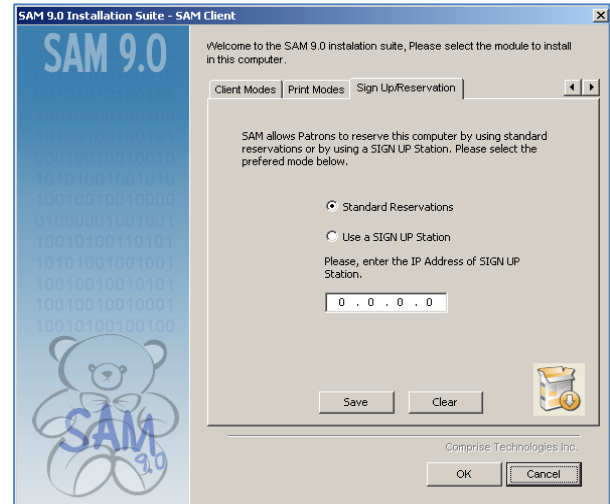 SAM 9.0 Installation Suite - SAM Client
SAM 9.0
Welcome to the SAM 9.0 instalation suite, Please select the module to install
in this computer.
Client Modes
Print Modes
Sign Up/Reservation
SAM allows Patrons to reserve this computer by using standard
reservations or by using a SIGN UP Station. Please select the
prefered mode below.
Standard Reservations
Use a SIGN UP Station
Please, enter the IP Address of SIGN UP
Station.
0 . 0 . 0 . 0
Save
Clear
SAM
9.0
Comprise Technologies Inc.
OK
Cancel